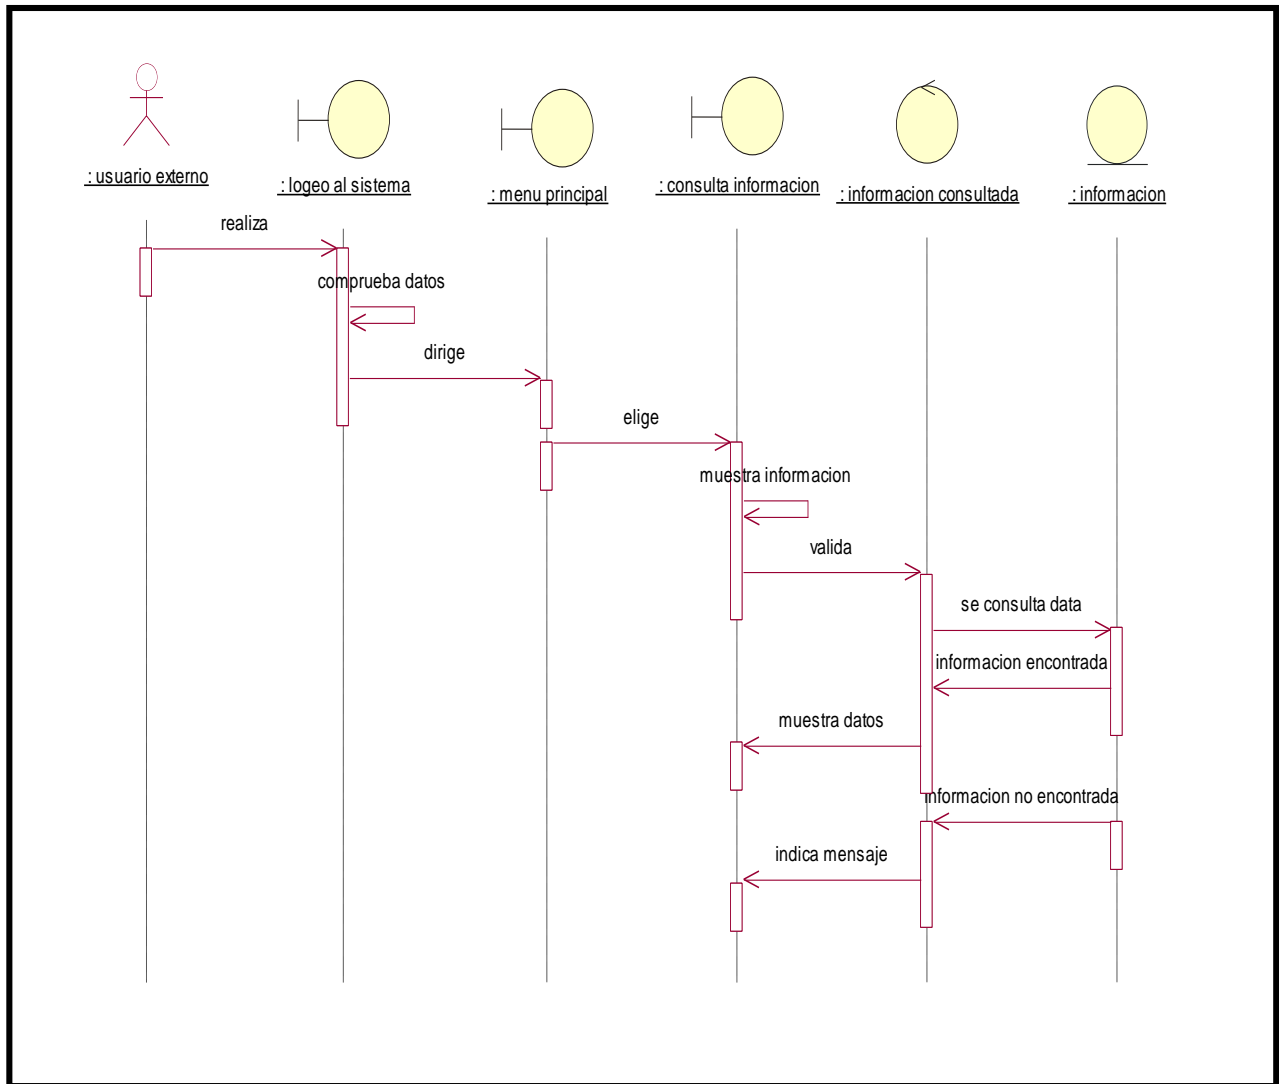 : usuario externo
: logeo al sistema
: menu principal
: consulta informacion
: informacion consultada
: informacion
realiza
comprueba datos
dirige
elige
muestra informacion
valida
se consulta data
informacion encontrada
muestra datos
informacion no encontrada
indica mensaje